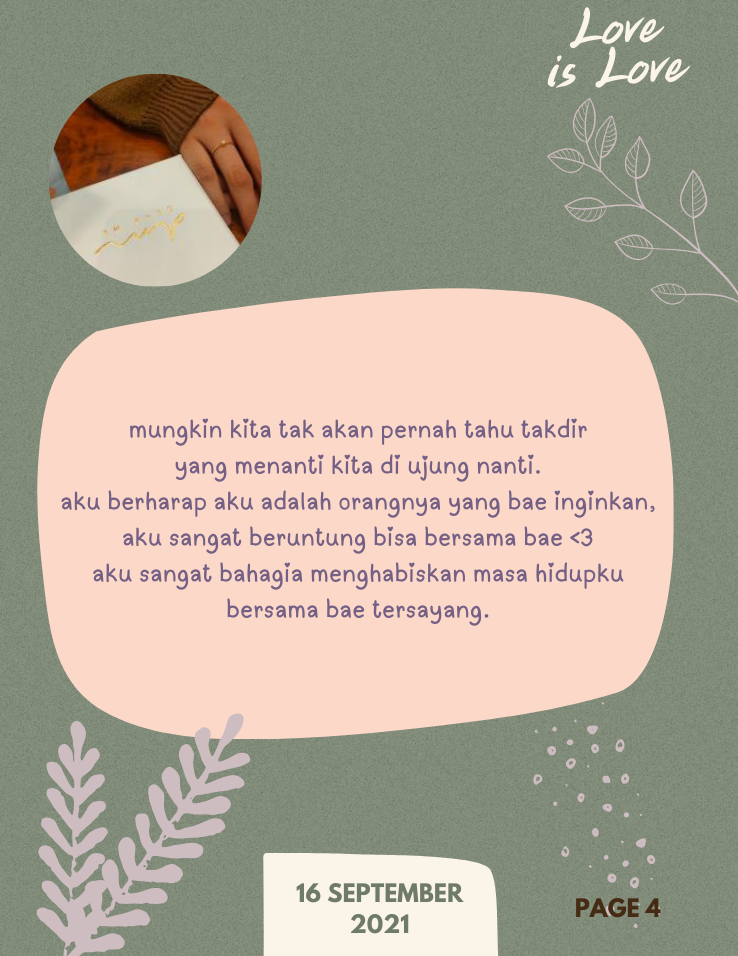 Love
is Love
mungkin kita tak akan pernah tahu takdir
yang menanti kita di ujung nanti.
aku berharap aku adalah orangnya yang bae inginkan,
aku sangat beruntung bisa bersama bae <3
aku sangat bahagia menghabiskan masa hidupku
bersama bae tersayang.
16 SEPTEMBER
2021
PAGE 4